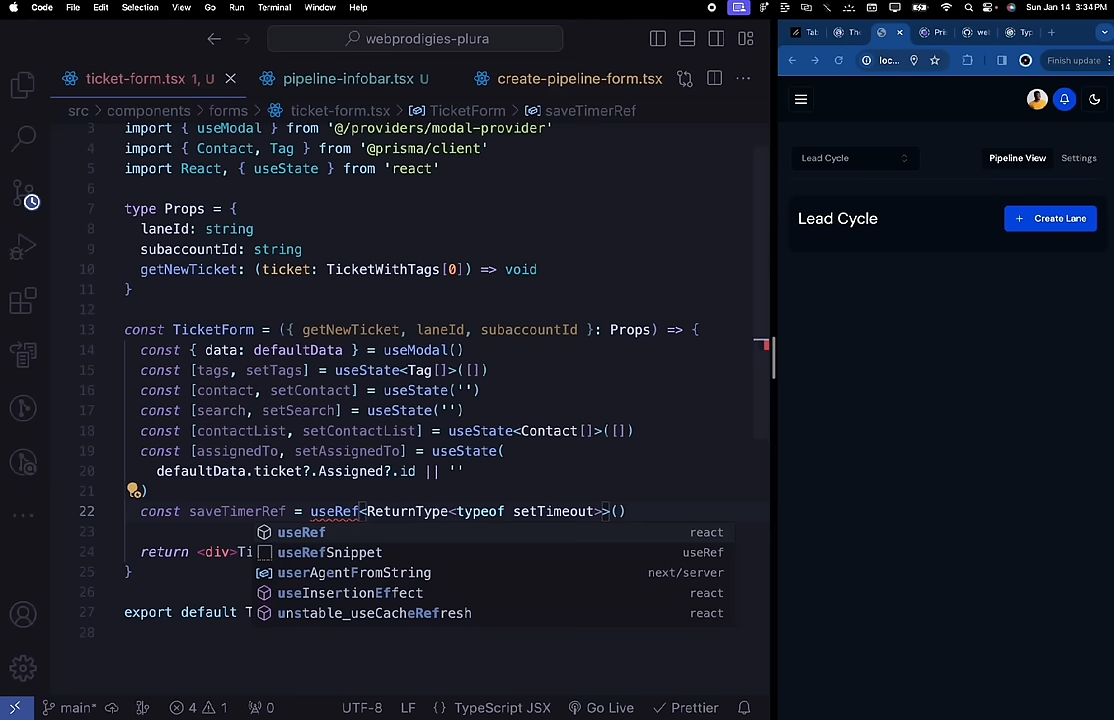 Code File Edit Selection View Go Run Terminal Window Help Sun Jan 14 3:34 PM
webprodigies-plura
ticket-form.tsx 1, U
pipeline-infobar.tsx U
create-pipeline-form.tsx
src > components > forms > ticket-form.tsx > TicketForm > saveTimerRef
3 import { useModal } from '@/providers/modal-provider'
4 import { Contact, Tag } from '@prisma/client'
5 import React, { useState } from 'react'
6
7 type Props = {
8 laneId: string
9 subaccountId: string
10 getNewTicket: (ticket: TicketWithTags[0]) => void
11 }
12
13 const TicketForm = ({ getNewTicket, laneId, subaccountId }: Props) => {
14 const { data: defaultData } = useModal()
15 const [tags, setTags] = useState<Tag[]>([])
16 const [contact, setContact] = useState('')
17 const [search, setSearch] = useState('')
18 const [contactList, setContactList] = useState<Contact[]>([])
19 const [assignedTo, setAssignedTo] = useState(
20 defaultData.ticket?.Assigned?.id || ''
21 )
22 const saveTimerRef = useRef<ReturnType<typeof setTimeout>>()
23
24 return <div>Ti
25 }
26
27 export default T
28
useRef react
useRefSnippet useRef
userAgentFromString next/server
useInsertionEffect react
unstable_useCacheRefresh react
main* 4 1 0 UTF-8 LF {} TypeScript JSX Go Live Prettier
Tab
The
Pri
wel
Typ
loc...
Finish update
Lead Cycle
Pipeline View
Settings
Lead Cycle
+ Create Lane